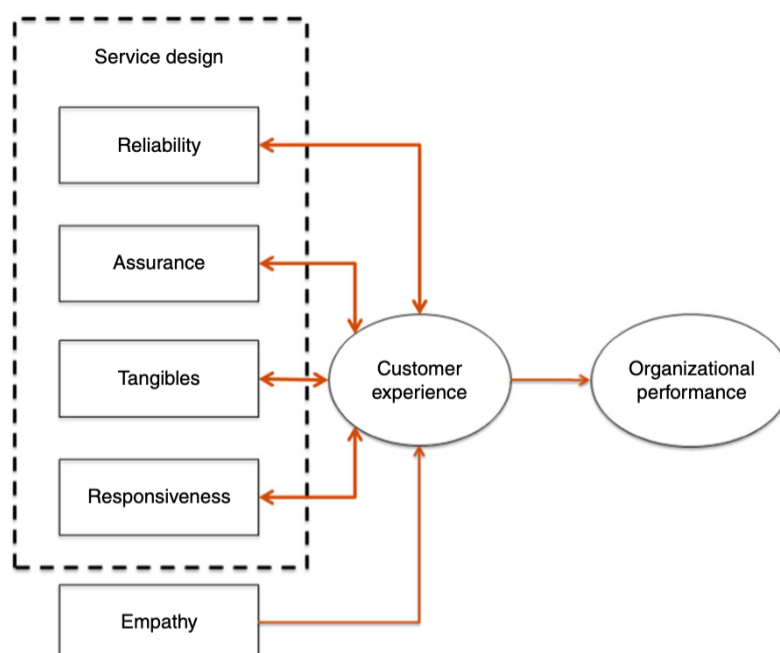 Service design
Reliability
Assurance
Tangibles
Responsiveness
Empathy
Customer
experience
Organizational
performance